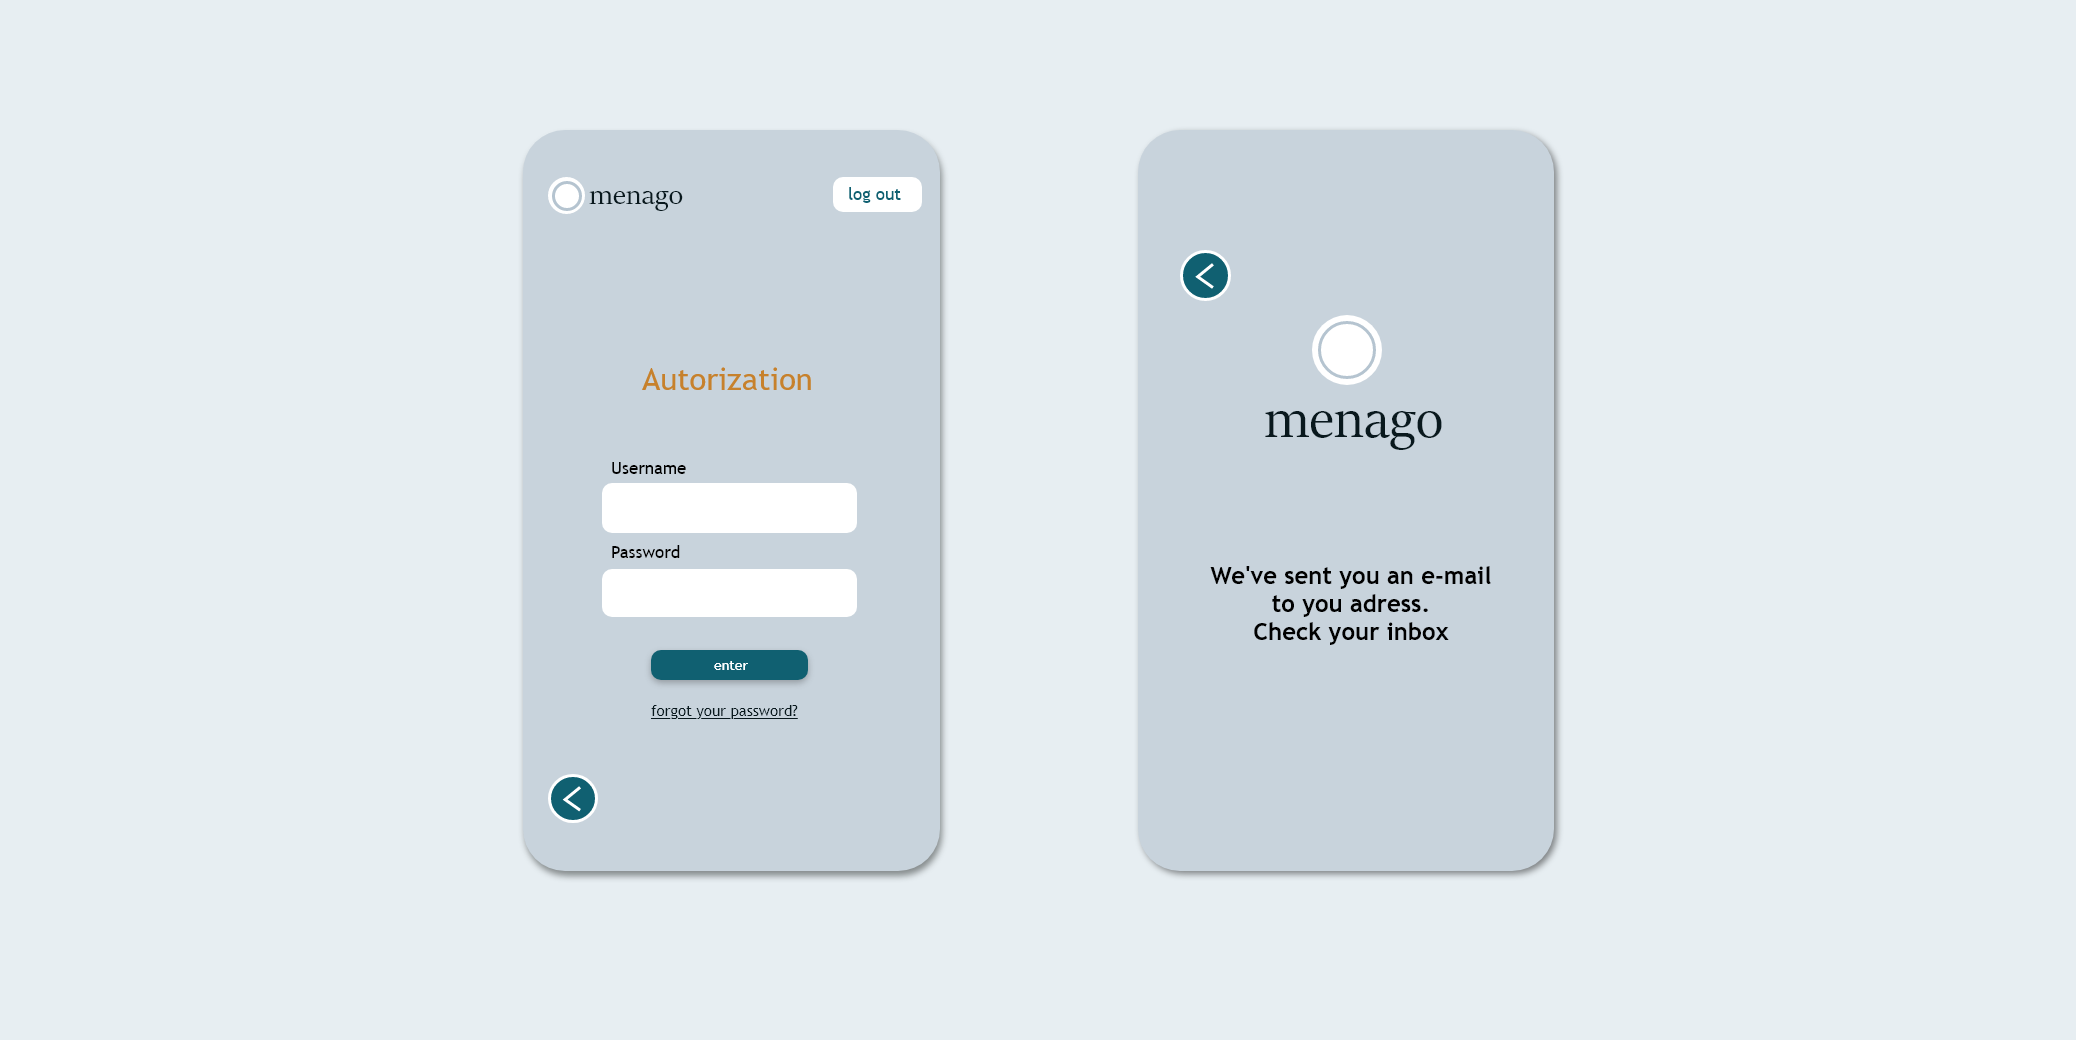 menago
log out
Autorization
Username
Password
enter
forgot your password?
menago
We've sent you an e-mail
to you adress.
Check your inbox